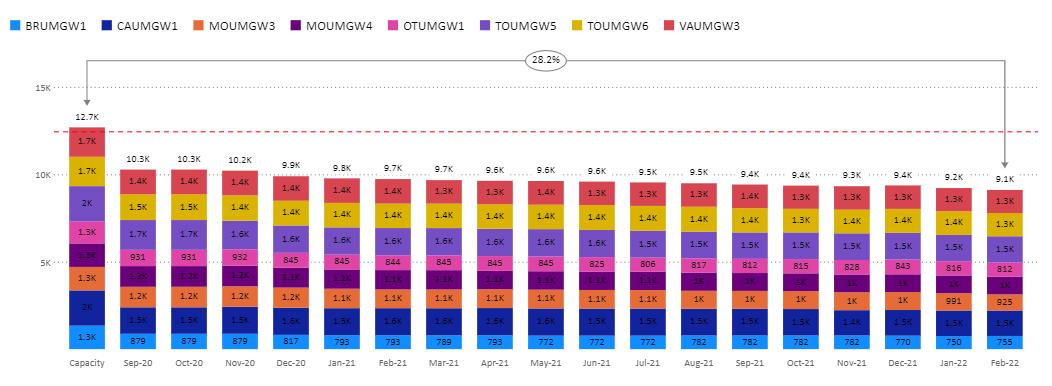 BRUMGW1 CAUMGW1 MOUMGW3 MOUMGW4 OTUMGW1 TOUMGW5 TOUMGW6 VAUMGW3
28.2%
15K
12.7K
10.3K 10.3K 10.2K 9.9K 9.8K 9.7K 9.7K 9.6K 9.6K 9.6K 9.5K 9.5K 9.4K 9.4K 9.3K 9.4K 9.2K 9.1K
10K
1.7K 1.4K 1.4K 1.4K 1.4K 1.4K 1.4K 1.3K 1.3K 1.4K 1.3K 1.3K 1.3K 1.4K 1.3K 1.3K 1.3K 1.3K 1.3K
1.7K 1.5K 1.5K 1.4K 1.4K 1.4K 1.4K 1.4K 1.4K 1.4K 1.4K 1.4K 1.4K 1.4K 1.3K 1.4K 1.4K 1.4K 1.3K
2K 1.7K 1.7K 1.6K 1.6K 1.6K 1.6K 1.6K 1.6K 1.6K 1.6K 1.5K 1.5K 1.5K 1.5K 1.5K 1.5K 1.5K 1.5K
1.3K 931 931 932 845 845 844 845 845 845 825 806 817 812 815 828 843 816 812
5K
1.3K 1.2K 1.2K 1.2K 1.1K 1.1K 1.1K 1.1K 1.1K 1.1K 1.1K 1.1K 1K 1K 1K 1K 1K 1K 1K
1.3K 1.2K 1.2K 1.2K 1.2K 1.1K 1.1K 1.1K 1.1K 1.1K 1.1K 1.1K 1K 1K 1K 1K 1K 991 925
2K 1.5K 1.5K 1.5K 1.6K 1.5K 1.6K 1.6K 1.6K 1.6K 1.5K 1.5K 1.5K 1.5K 1.5K 1.4K 1.5K 1.5K 1.5K
1.3K 879 879 879 817 793 793 789 793 772 772 772 782 782 782 782 770 750 755
Capacity Sep-20 Oct-20 Nov-20 Dec-20 Jan-21 Feb-21 Mar-21 Apr-21 May-21 Jun-21 Jul-21 Aug-21 Sep-21 Oct-21 Nov-21 Dec-21 Jan-22 Feb-22